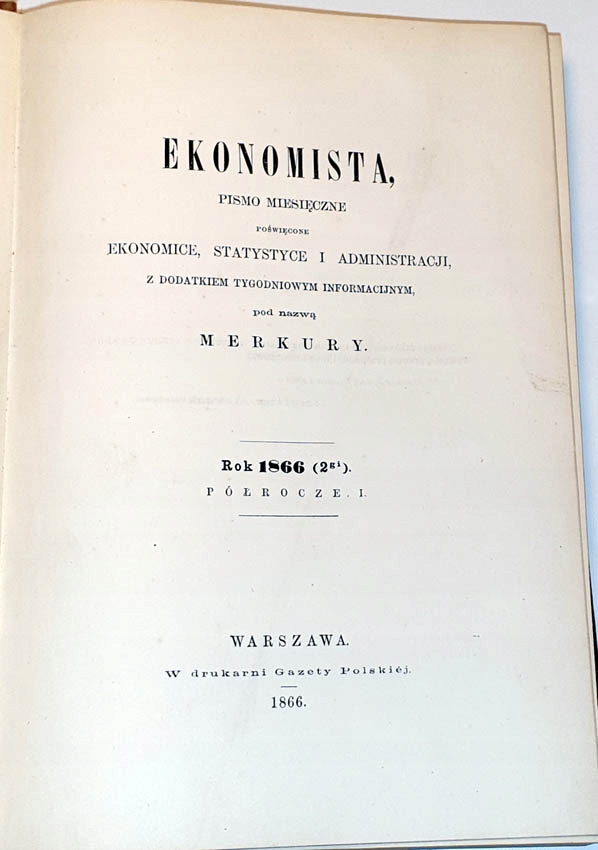 EKONOMISTA,
PISMO MIESIĘCZNE
POŚWIĘCONE
EKONOMICE, STATYSTYCE I ADMINISTRACJI,
Z DODATKIEM TYGODNIOWYM INFORMACIJNYM,
pod nazwą
MERKURY.
Rok 1866 (2gi).
PÓŁROCZE. I.
WARSZAWA.
W drukarni Gazety Polskiéj.
1866.